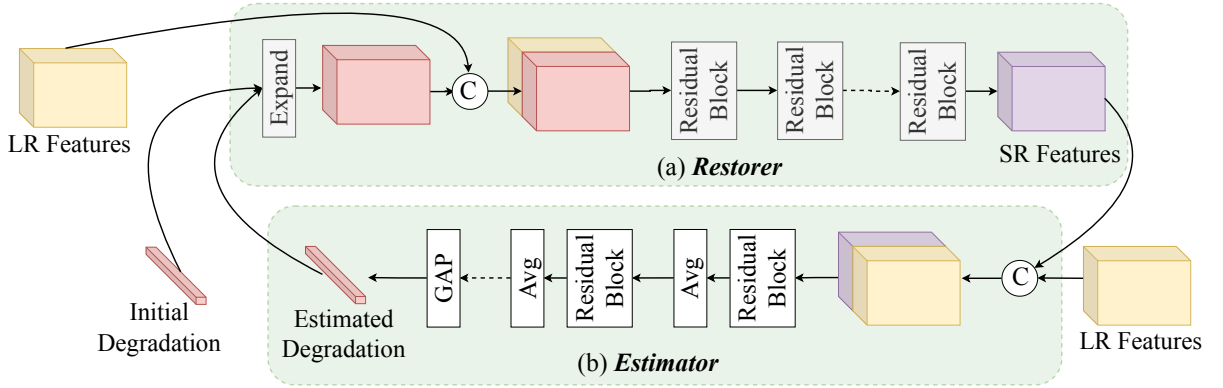 LR Features
Expand
C
Residual
Block
Residual
Block
Residual
Block
SR Features
(a) Restorer
Initial
Degradation
Estimated
Degradation
GAP
Avg
Residual
Block
Avg
Residual
Block
C
LR Features
(b) Estimator